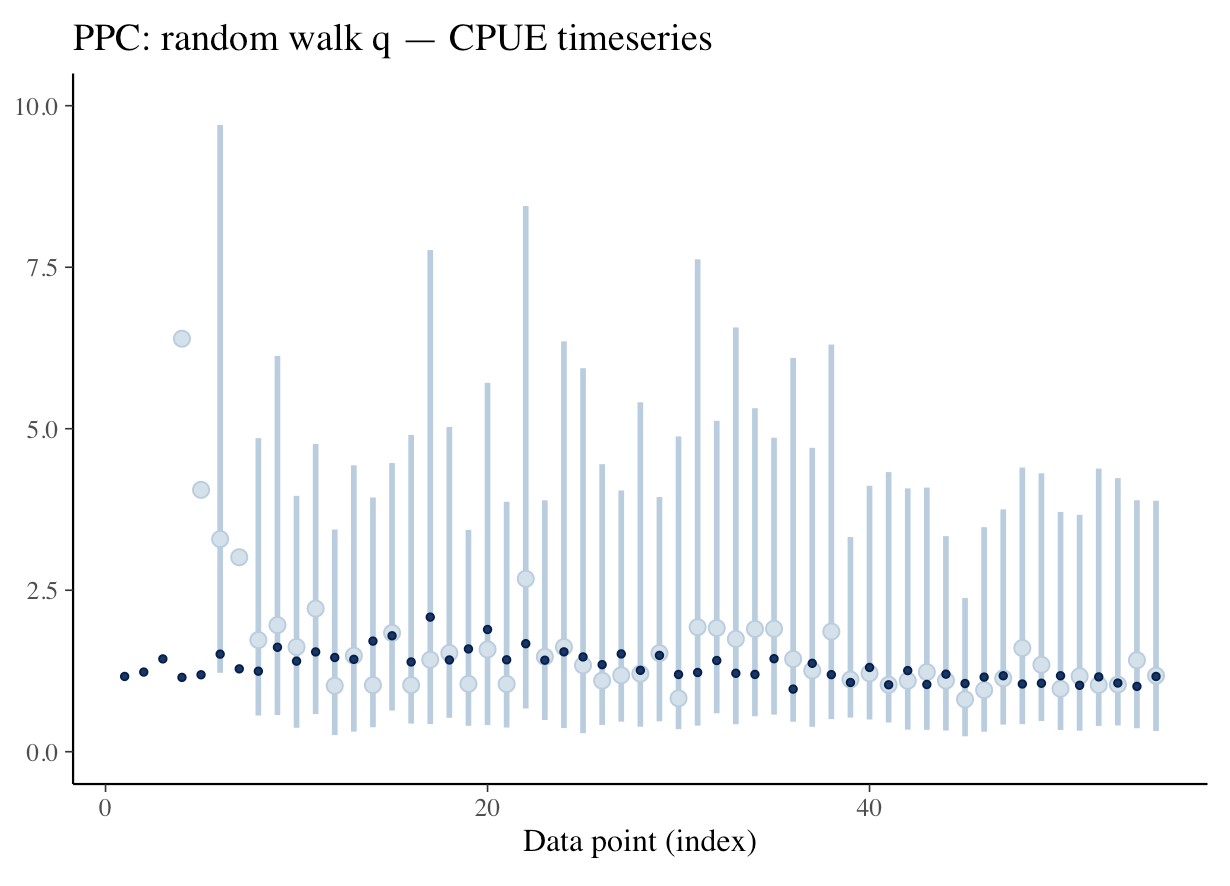 PPC: random walk q — CPUE timeseries
10.0
7.5
5.0
2.5
0.0
0 20 40
Data point (index)